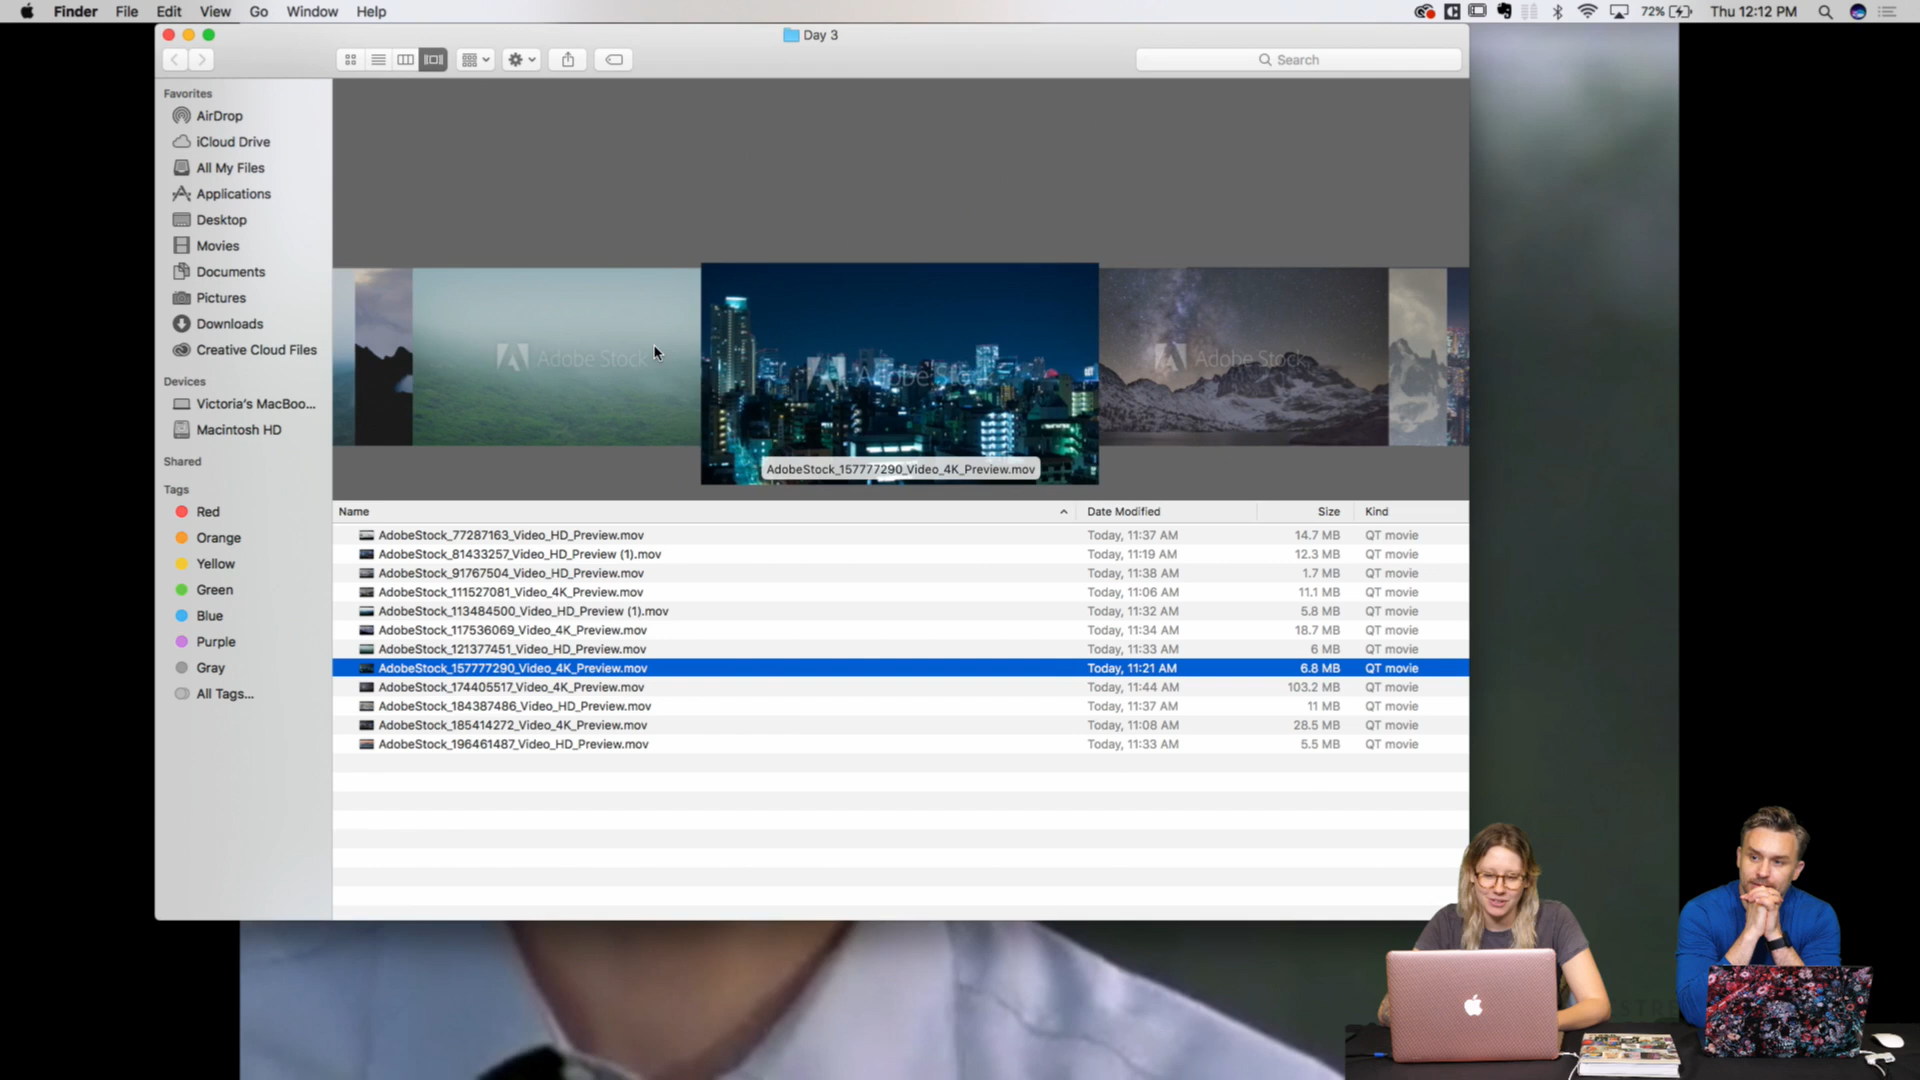 Finder File Edit View Go Window Help 72% Thu 12:12 PM
Day 3
Search
Favorites
AirDrop
iCloud Drive
All My Files
Applications
Desktop
Movies
Documents
Pictures
Downloads
Creative Cloud Files
Devices
Victoria's MacBoo...
Macintosh HD
Shared
Tags
Red
Orange
Yellow
Green
Blue
Purple
Gray
All Tags...
Adobe Stock
Adobe Stock
Adobe Stock
AdobeStock_157777290_Video_4K_Preview.mov
Name Date Modified Size Kind
AdobeStock_77287163_Video_HD_Preview.mov Today, 11:37 AM 14.7 MB QT movie
AdobeStock_81433257_Video_HD_Preview (1).mov Today, 11:19 AM 12.3 MB QT movie
AdobeStock_91767504_Video_HD_Preview.mov Today, 11:38 AM 1.7 MB QT movie
AdobeStock_111527081_Video_4K_Preview.mov Today, 11:06 AM 11.1 MB QT movie
AdobeStock_113484500_Video_HD_Preview (1).mov Today, 11:32 AM 5.8 MB QT movie
AdobeStock_117536069_Video_4K_Preview.mov Today, 11:34 AM 18.7 MB QT movie
AdobeStock_121377451_Video_HD_Preview.mov Today, 11:33 AM 6 MB QT movie
AdobeStock_157777290_Video_4K_Preview.mov Today, 11:21 AM 6.8 MB QT movie
AdobeStock_174405517_Video_4K_Preview.mov Today, 11:44 AM 103.2 MB QT movie
AdobeStock_184387486_Video_HD_Preview.mov Today, 11:37 AM 11 MB QT movie
AdobeStock_185414272_Video_4K_Preview.mov Today, 11:08 AM 28.5 MB QT movie
AdobeStock_196461487_Video_HD_Preview.mov Today, 11:33 AM 5.5 MB QT movie